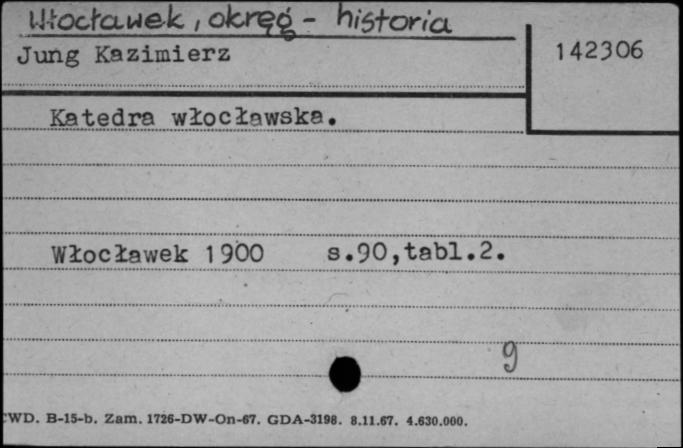 Włocławek, okręg - historia
Jung Kazimierz
142306
Katedra włocławska.
Włocławek 1900 s.90,tabl.2.
9
CWD. B-15-b. Zam. 1726-DW-On-67. GDA-3198. 8.11.67. 4.630.000.